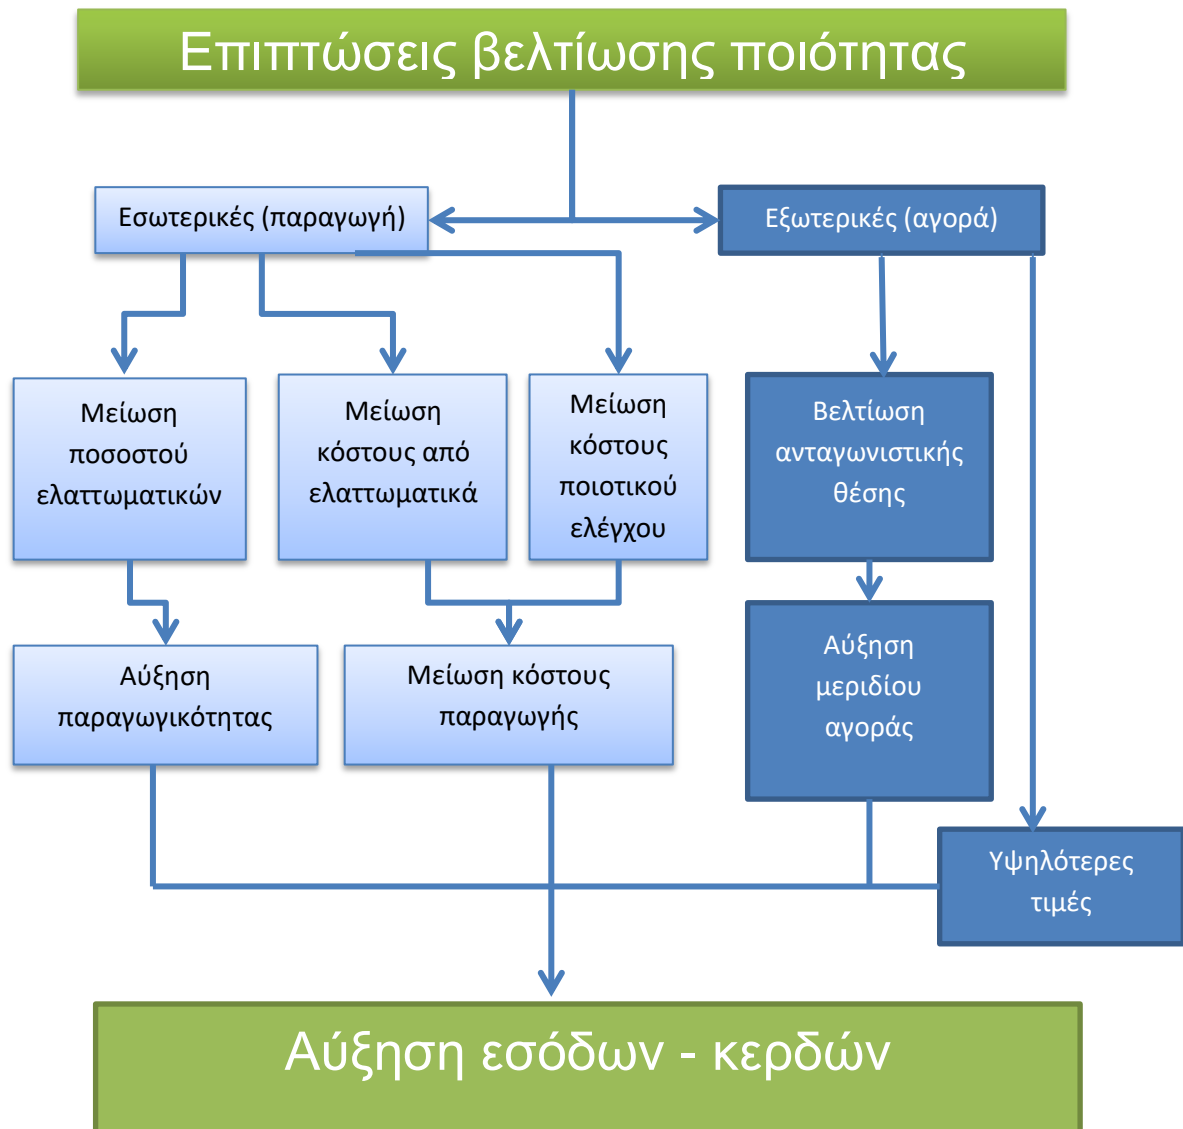 Επιπτώσεις βελτίωσης ποιότητας
Εσωτερικές (παραγωγή)
Εξωτερικές (αγορά)
Μείωση
ποσοστού
ελαττωματικών
Μείωση
κόστους από
ελαττωματικά
Μείωση
κόστους
ποιοτικού
ελέγχου
Βελτίωση
ανταγωνιστικής
θέσης
Αύξηση
παραγωγικότητας
Μείωση κόστους
παραγωγής
Αύξηση
μεριδίου
αγοράς
Υψηλότερες
τιμές
Αύξηση εσόδων - κερδών